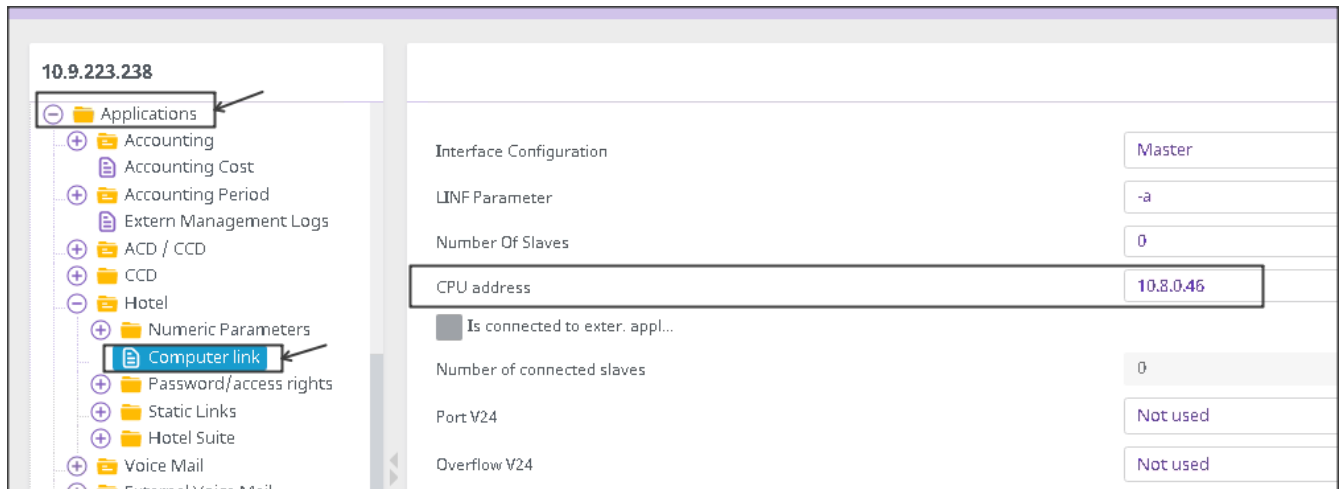 10.9.223.238
Applications
Accounting
Accounting Cost
Accounting Period
Extern Management Logs
ACD / CCD
CCD
Hotel
Numeric Parameters
Computer link
Password/access rights
Static Links
Hotel Suite
Voice Mail
External Voice Mail
Interface Configuration Master
LINF Parameter -a
Number Of Slaves 0
CPU address 10.8.0.46
Is connected to exter. appl...
Number of connected slaves 0
Port V24 Not used
Overflow V24 Not used